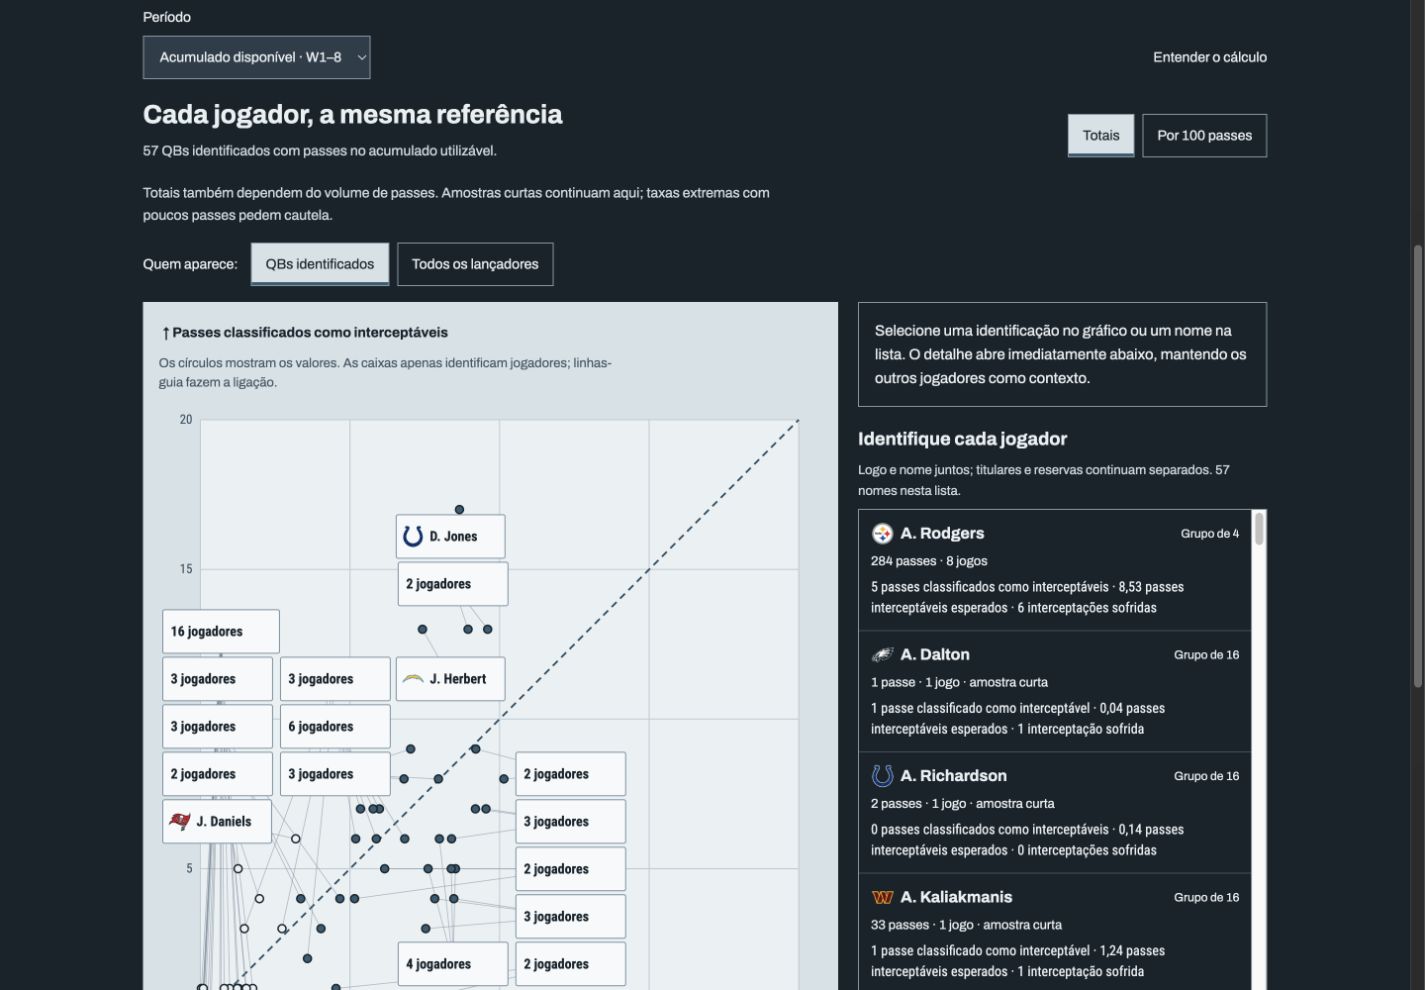 Período
Acumulado disponível · W1–8
Entender o cálculo
Cada jogador, a mesma referência
57 QBs identificados com passes no acumulado utilizável.
Totais
Por 100 passes
Totais também dependem do volume de passes. Amostras curtas continuam aqui; taxas extremas com
poucos passes pedem cautela.
Quem aparece:
QBs identificados
Todos os lançadores
↑ Passes classificados como interceptáveis
Os círculos mostram os valores. As caixas apenas identificam jogadores; linhas-
guia fazem a ligação.
20
D. Jones
15
2 jogadores
16 jogadores
3 jogadores
3 jogadores
J. Herbert
3 jogadores
6 jogadores
2 jogadores
3 jogadores
2 jogadores
J. Daniels
3 jogadores
5
2 jogadores
3 jogadores
4 jogadores
2 jogadores
Selecione uma identificação no gráfico ou um nome na
lista. O detalhe abre imediatamente abaixo, mantendo os
outros jogadores como contexto.
Identifique cada jogador
Logo e nome juntos; titulares e reservas continuam separados. 57
nomes nesta lista.
A. Rodgers
Grupo de 4
284 passes · 8 jogos
5 passes classificados como interceptáveis · 8,53 passes
interceptáveis esperados · 6 interceptações sofridas
A. Dalton
Grupo de 16
1 passe · 1 jogo · amostra curta
1 passe classificado como interceptável · 0,04 passes
interceptáveis esperados · 1 interceptação sofrida
A. Richardson
Grupo de 16
2 passes · 1 jogo · amostra curta
0 passes classificados como interceptáveis · 0,14 passes
interceptáveis esperados · 0 interceptações sofridas
A. Kaliakmanis
Grupo de 16
33 passes · 1 jogo · amostra curta
1 passe classificado como interceptável · 1,24 passes
interceptáveis esperados · 1 interceptação sofrida